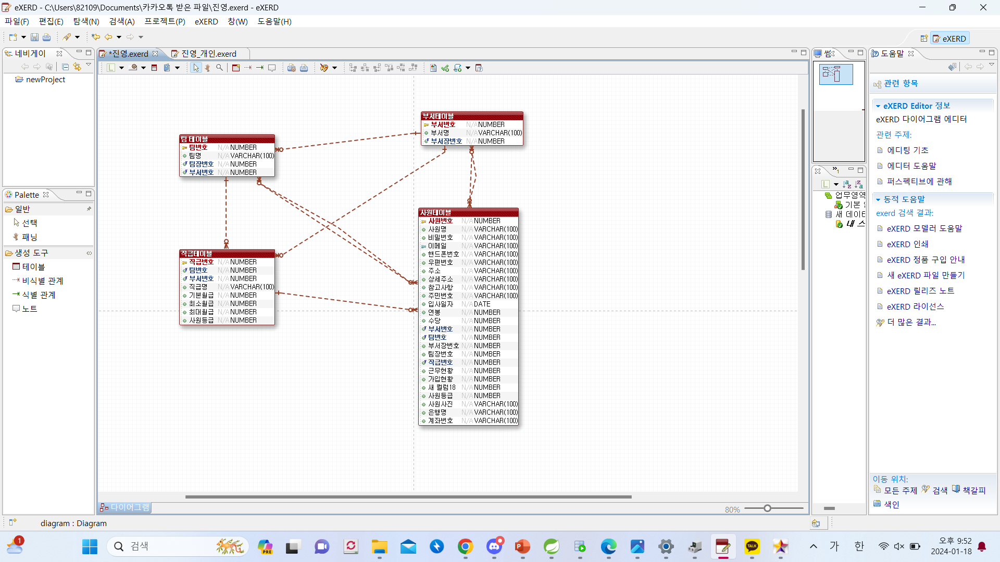 eXERD - C:\Users\82109\Documents\카카오톡 받은 파일\진영.exerd - eXERD
파일(F) 편집(E) 탐색(N) 검색(A) 프로젝트(P) eXERD 창(W) 도움말(H)
eXERD
네비게이
newProject
Palette
일반
선택
패닝
생성 도구
테이블
비식별 관계
식별 관계
노트
*진영.exerd
진영_개인.exerd
부서테이블
부서번호 N/A NUMBER
부서명 N/A VARCHAR(100)
부서장번호 N/A NUMBER
팀 테이블
팀번호 N/A NUMBER
팀명 N/A VARCHAR(100)
팀장번호 N/A NUMBER
부서번호 N/A NUMBER
직급테이블
직급번호 N/A NUMBER
팀번호 N/A NUMBER
부서번호 N/A NUMBER
직급명 N/A VARCHAR(100)
기본월급 N/A NUMBER
최소월급 N/A NUMBER
최대월급 N/A NUMBER
사원등급 N/A NUMBER
사원테이블
사원번호 N/A NUMBER
사원명 N/A VARCHAR(100)
비밀번호 N/A VARCHAR(100)
이메일 N/A VARCHAR(100)
핸드폰번호 N/A VARCHAR(100)
우편번호 N/A VARCHAR(100)
주소 N/A VARCHAR(100)
상세주소 N/A VARCHAR(100)
참고사항 N/A VARCHAR(100)
주민번호 N/A VARCHAR(100)
입사일자 N/A DATE
연봉 N/A NUMBER
수당 N/A NUMBER
부서번호 N/A NUMBER
팀번호 N/A NUMBER
부서장번호 N/A NUMBER
팀장번호 N/A NUMBER
직급번호 N/A NUMBER
근무현황 N/A NUMBER
가입현황 N/A NUMBER
새 컬럼18 N/A NUMBER
사원등급 N/A NUMBER
사원사진 N/A VARCHAR(100)
은행명 N/A VARCHAR(100)
계좌번호 N/A VARCHAR(100)
다이어그램
80%
업무영역
기본
새 데이터
내 스
도움말
관련 항목
eXERD Editor 정보
eXERD 다이어그램 에디터
관련 주제:
에디팅 기초
에디터 도움말
퍼스펙티브에 관해
동적 도움말
exerd 검색 결과:
eXERD 모델러 도움말
eXERD 인쇄
eXERD 정품 구입 안내
새 eXERD 파일 만들기
eXERD 릴리즈 노트
eXERD 라이선스
더 많은 결과...
이동 위치:
모든 주제 검색 책갈피
색인
diagram : Diagram
1
검색
PRE
TALK
가 한
오후 9:52
2024-01-18